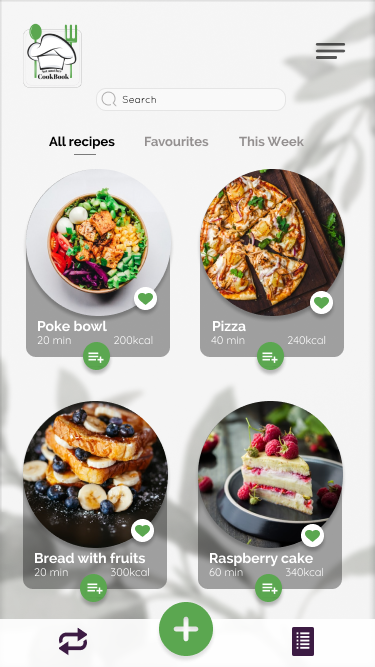 CookBook
Search
All recipes Favourites This Week
Poke bowl
20 min 200kcal
Pizza
40 min 240kcal
Bread with fruits
20 min 300kcal
Raspberry cake
60 min 340kcal